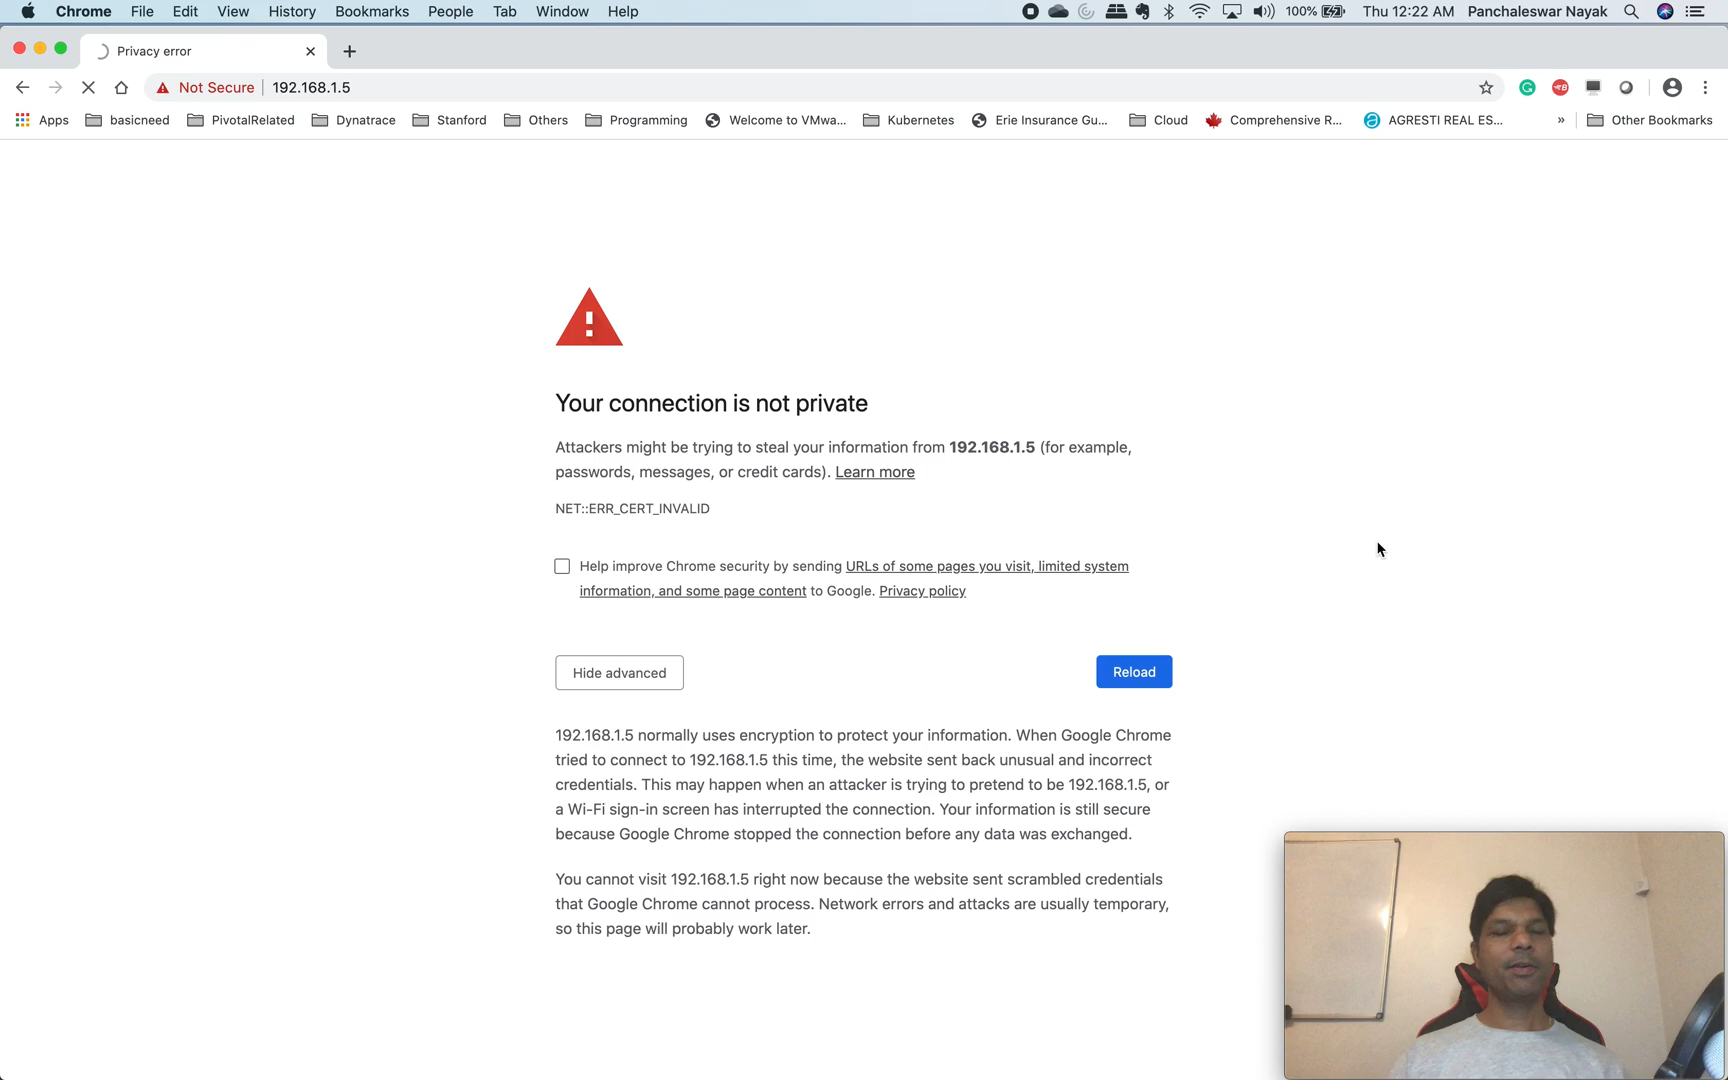 Chrome File Edit View History Bookmarks People Tab Window Help 100% Thu 12:22 AM Panchaleswar Nayak
Privacy error
Not Secure 192.168.1.5
Apps basicneed PivotalRelated Dynatrace Stanford Others Programming Welcome to VMwa... Kubernetes Erie Insurance Gu... Cloud Comprehensive R... AGRESTI REAL ES... » Other Bookmarks
Your connection is not private
Attackers might be trying to steal your information from 192.168.1.5 (for example,
passwords, messages, or credit cards). Learn more
NET::ERR_CERT_INVALID
Help improve Chrome security by sending URLs of some pages you visit, limited system
information, and some page content to Google. Privacy policy
Hide advanced Reload
192.168.1.5 normally uses encryption to protect your information. When Google Chrome
tried to connect to 192.168.1.5 this time, the website sent back unusual and incorrect
credentials. This may happen when an attacker is trying to pretend to be 192.168.1.5, or
a Wi-Fi sign-in screen has interrupted the connection. Your information is still secure
because Google Chrome stopped the connection before any data was exchanged.
You cannot visit 192.168.1.5 right now because the website sent scrambled credentials
that Google Chrome cannot process. Network errors and attacks are usually temporary,
so this page will probably work later.